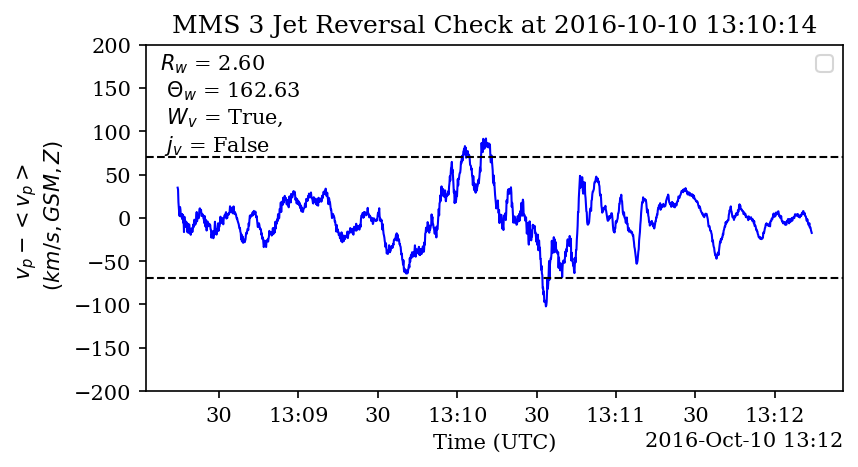 MMS 3 Jet Reversal Check at 2016-10-10 13:10:14
200
150
100
50
0
−50
−100
−150
−200
v_p − < v_p >
(km/s, GSM, Z)
R_w = 2.60
Θ_w = 162.63
W_v = True,
j_v = False
30 13:09 30 13:10 30 13:11 30 13:12
Time (UTC)
2016-Oct-10 13:12